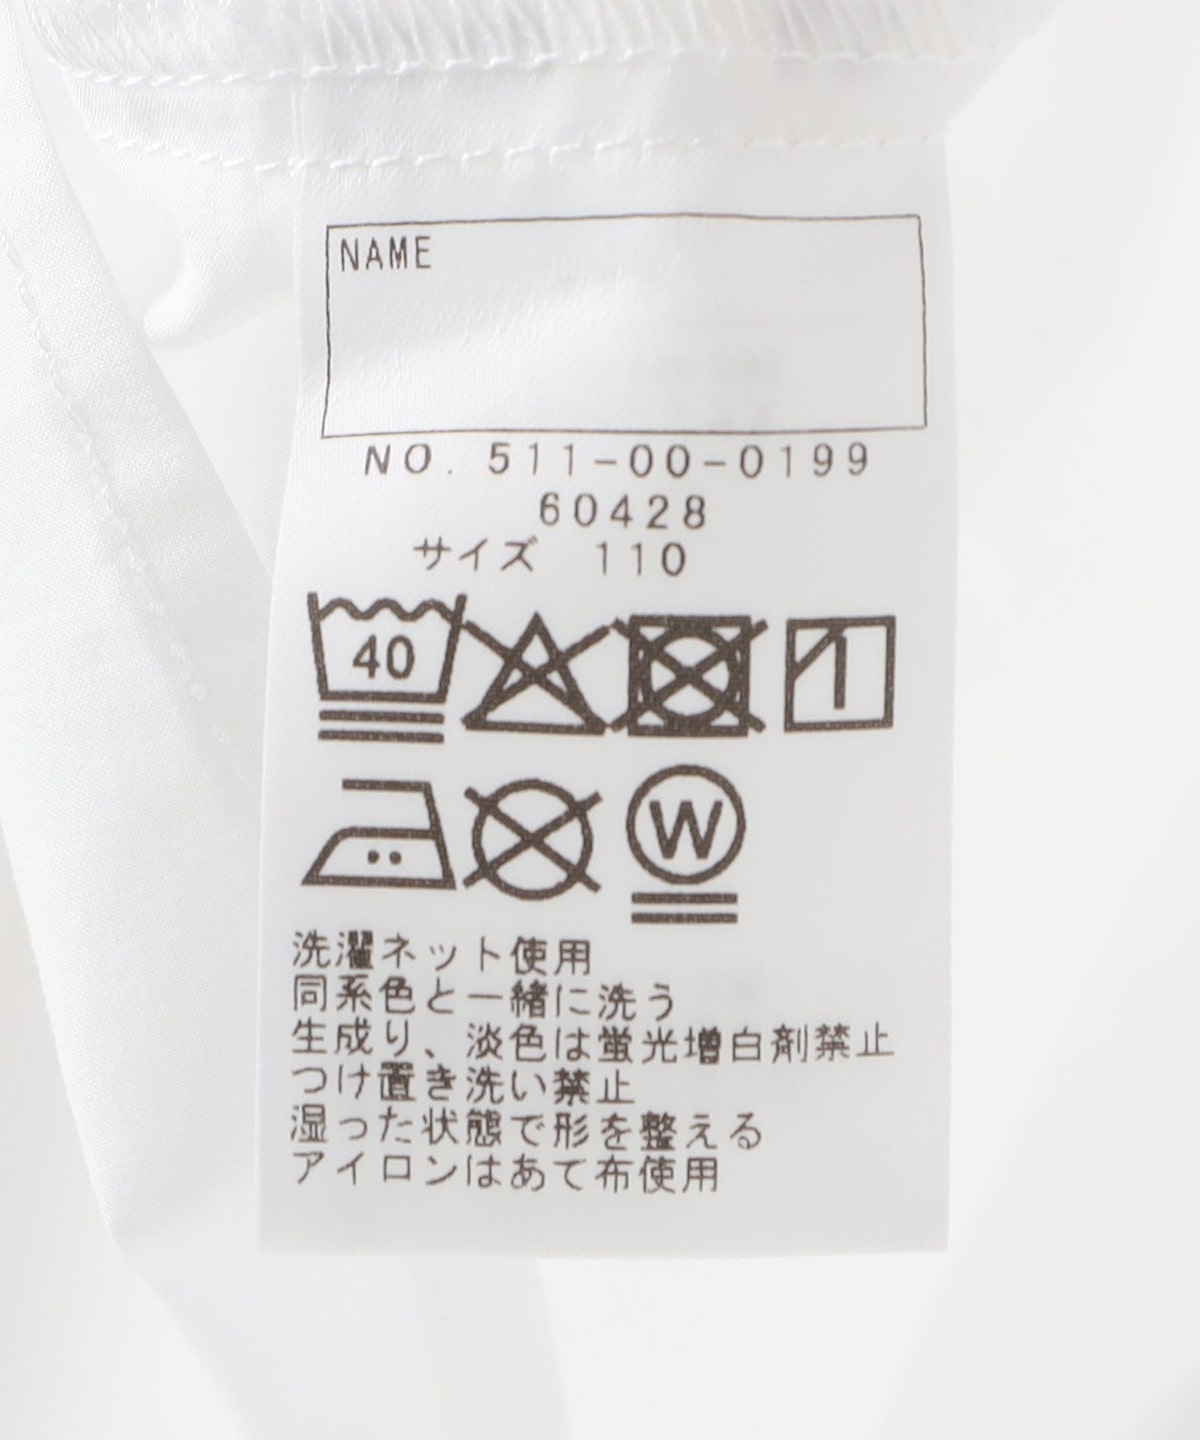 NAME
NO. 511-00-0199
60428
サイズ 110
40
W
洗濯ネット使用
同系色と一緒に洗う
生成り、淡色は蛍光増白剤禁止
つけ置き洗い禁止
湿った状態で形を整える
アイロンはあて布使用